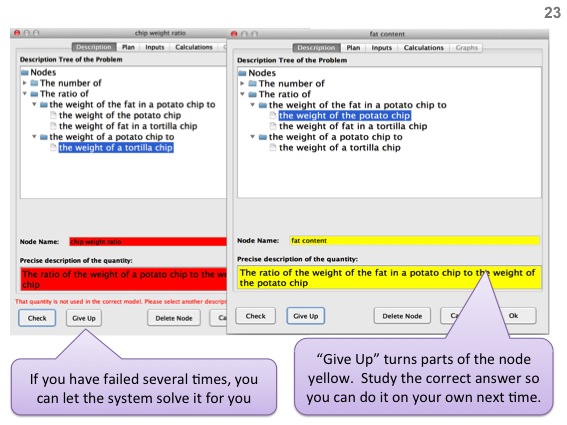 23
chip weight ratio
Description Plan Inputs Calculations
Description Tree of the Problem
Nodes
The number of
The ratio of
the weight of the fat in a potato chip to
the weight of the potato chip
the weight of fat in a tortilla chip
the weight of a potato chip to
the weight of a tortilla chip
Node Name: chip weight ratio
Precise description of the quantity:
The ratio of the weight of a potato chip to the we
chip
That quantity is not used in the correct model. Please select another descrip
Check Give Up Delete Node Ca
fat content
Description Plan Inputs Calculations Graphs
Description Tree of the Problem
Nodes
The number of
The ratio of
the weight of the fat in a potato chip to
the weight of the potato chip
the weight of fat in a tortilla chip
the weight of a potato chip to
the weight of a tortilla chip
Node Name: fat content
Precise description of the quantity:
The ratio of the weight of the fat in a potato chip to the weight of
the potato chip
Check Give Up Delete Node Ca Ok
If you have failed several times, you
can let the system solve it for you
“Give Up” turns parts of the node
yellow. Study the correct answer so
you can do it on your own next time.